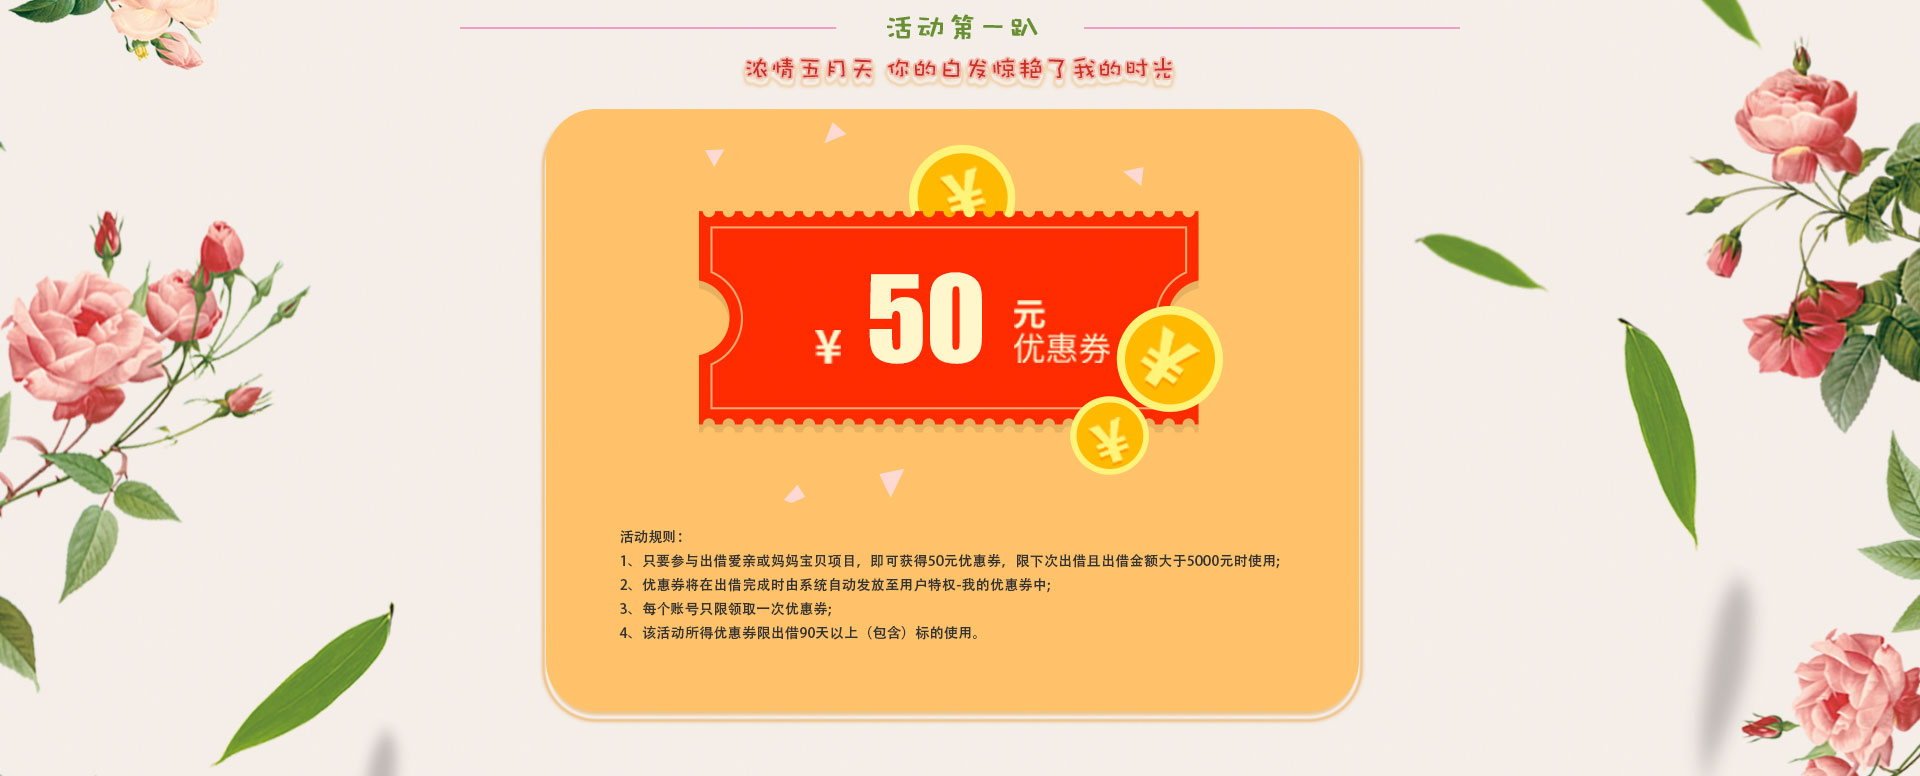 活动第一趴
浓情五月天 你的白发惊艳了我的时光
¥ 50 元
优惠券
活动规则：
1、只要参与出借爱亲或妈妈宝贝项目，即可获得50元优惠券，限下次出借且出借金额大于5000元时使用;
2、优惠券将在出借完成时由系统自动发放至用户特权-我的优惠券中;
3、每个账号只限领取一次优惠券;
4、该活动所得优惠券限出借90天以上（包含）标的使用。